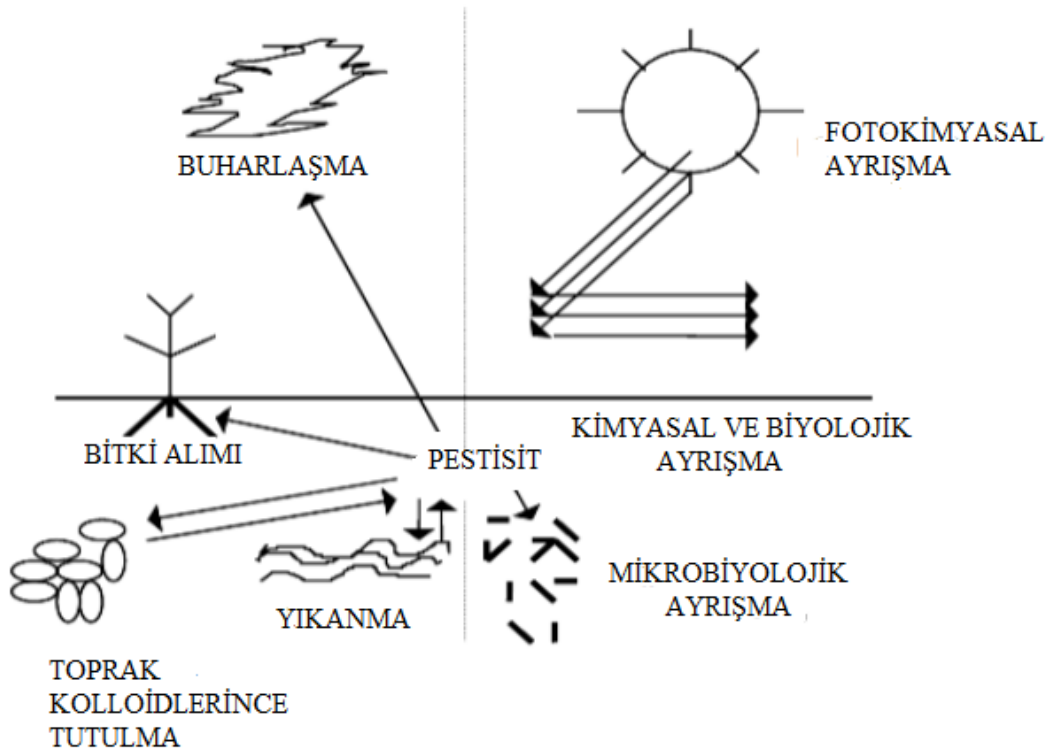 BUHARLAŞMA
FOTOKİMYASAL
AYRIŞMA
BİTKİ ALIMI
PESTİSİT
KİMYASAL VE BİYOLOJİK
AYRIŞMA
YIKANMA
MİKROBİYOLOJİK
AYRIŞMA
TOPRAK
KOLLOİDLERİNCE
TUTULMA